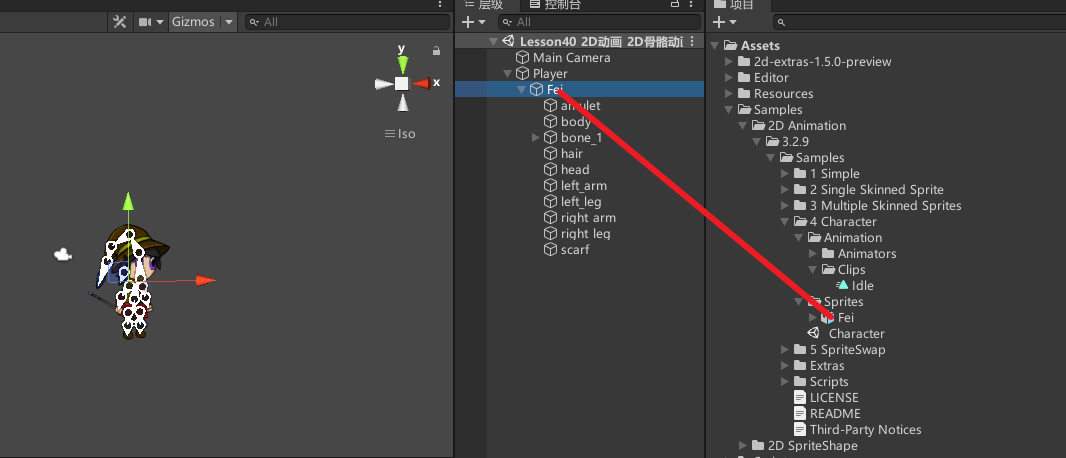 Gizmos
All
y
x
Iso
层级
控制台
All
Lesson40 2D动画 2D骨骼动画
Main Camera
Player
Fei
amulet
body
bone_1
hair
head
left_arm
left_leg
right arm
right leg
scarf
项目
Assets
2d-extras-1.5.0-preview
Editor
Resources
Samples
2D Animation
3.2.9
Samples
1 Simple
2 Single Skinned Sprite
3 Multiple Skinned Sprites
4 Character
Animation
Animators
Clips
Idle
Sprites
Fei
Character
5 SpriteSwap
Extras
Scripts
LICENSE
README
Third-Party Notices
2D SpriteShape